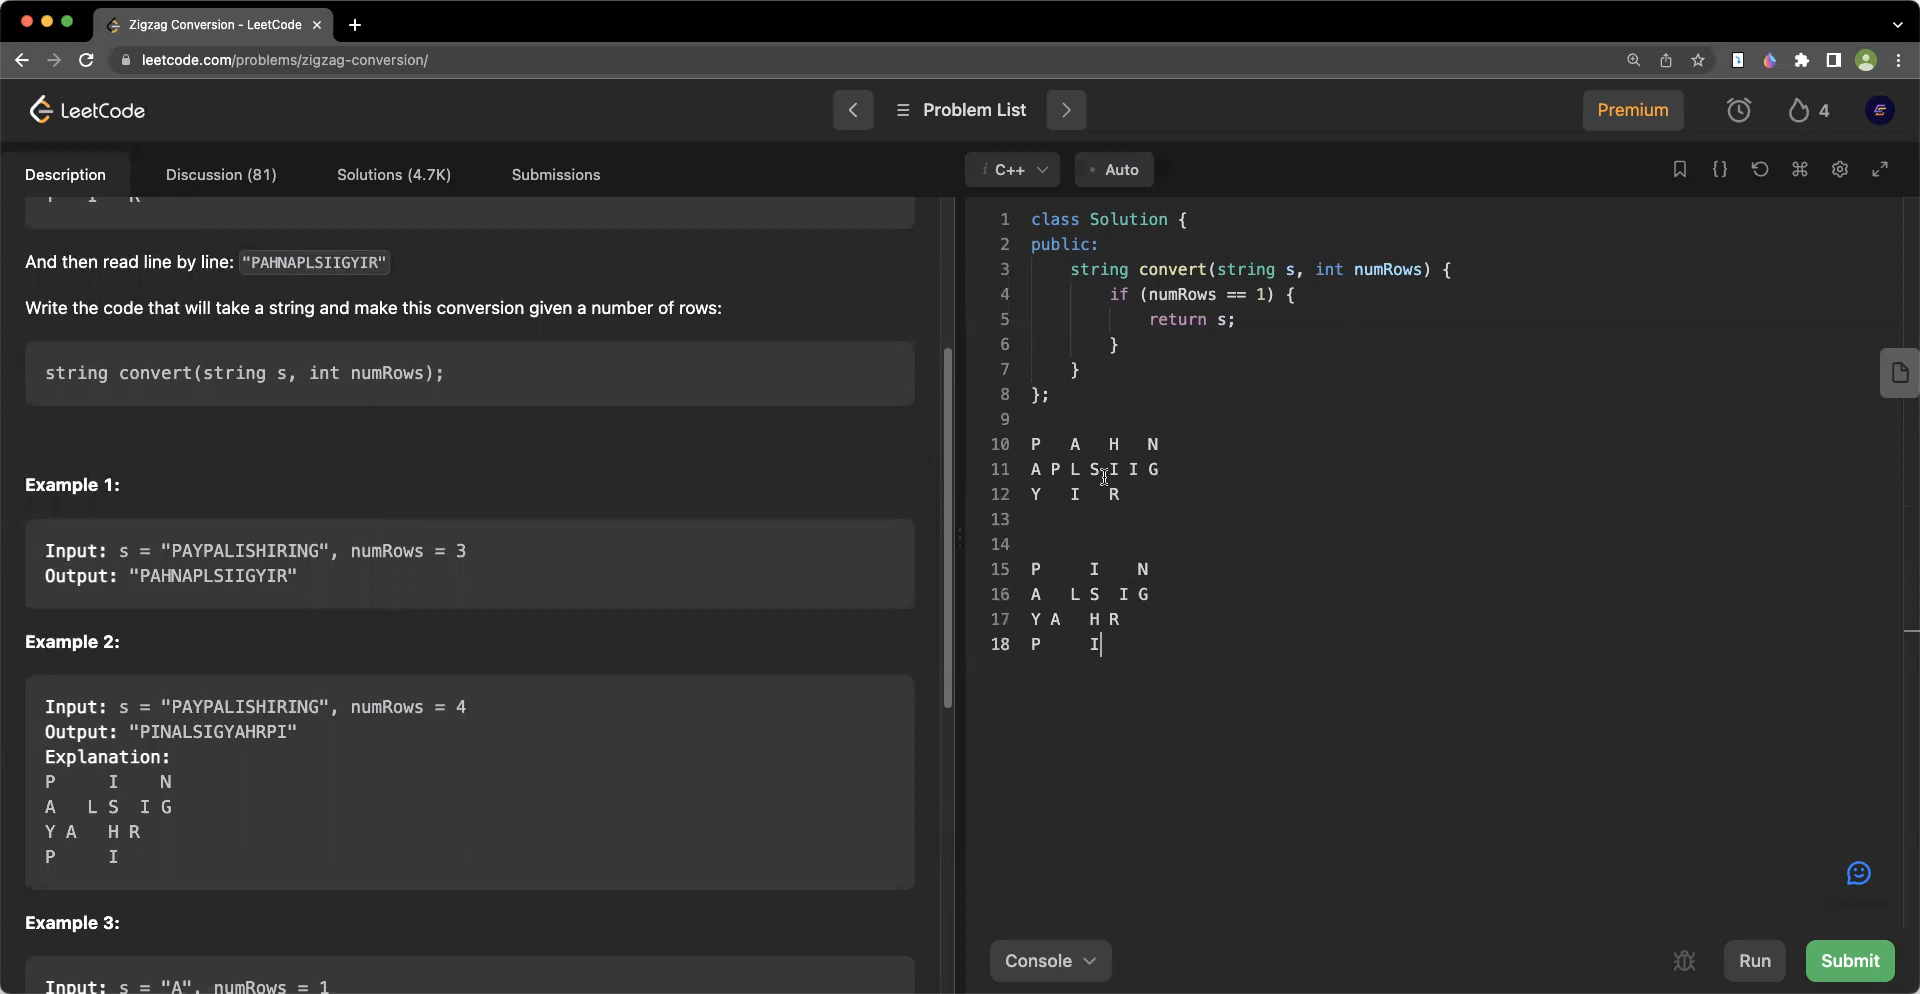 Zigzag Conversion - LeetCode
leetcode.com/problems/zigzag-conversion/
LeetCode
Problem List
Premium
4
Description
Discussion (81)
Solutions (4.7K)
Submissions
i C++
Auto
And then read line by line: "PAHNAPLSIIGYIR"
Write the code that will take a string and make this conversion given a number of rows:
string convert(string s, int numRows);
Example 1:
Input: s = "PAYPALISHIRING", numRows = 3
Output: "PAHNAPLSIIGYIR"
Example 2:
Input: s = "PAYPALISHIRING", numRows = 4
Output: "PINALSIGYAHRPI"
Explanation:
P     I    N
A   L S  I G
Y A   H R
P     I
Example 3:
Input: s = "A", numRows = 1
1 class Solution {
2 public:
3     string convert(string s, int numRows) {
4         if (numRows == 1) {
5             return s;
6         }
7     }
8 };
9
10 P   A   H   N
11 A P L S I I G
12 Y   I   R
13
14
15 P     I    N
16 A   L S  I G
17 Y A   H R
18 P     I
Console
Run
Submit